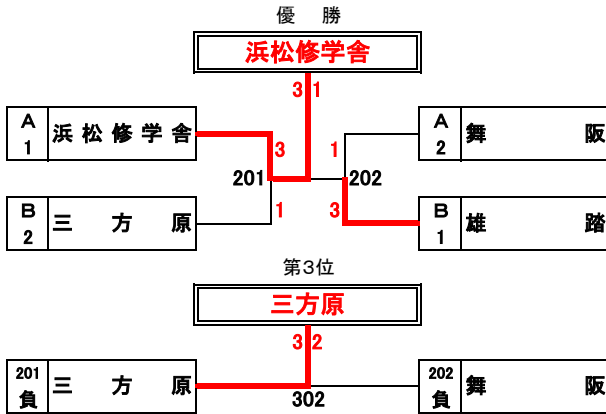 優　勝
浜松修学舎
3 1
A 1 浜松修学舎
A 2 舞　阪
3
1
201
202
1
3
B 2 三　方　原
B 1 雄　踏
第3位
三方原
3 2
201 負 三　方　原
202 負 舞　阪
302